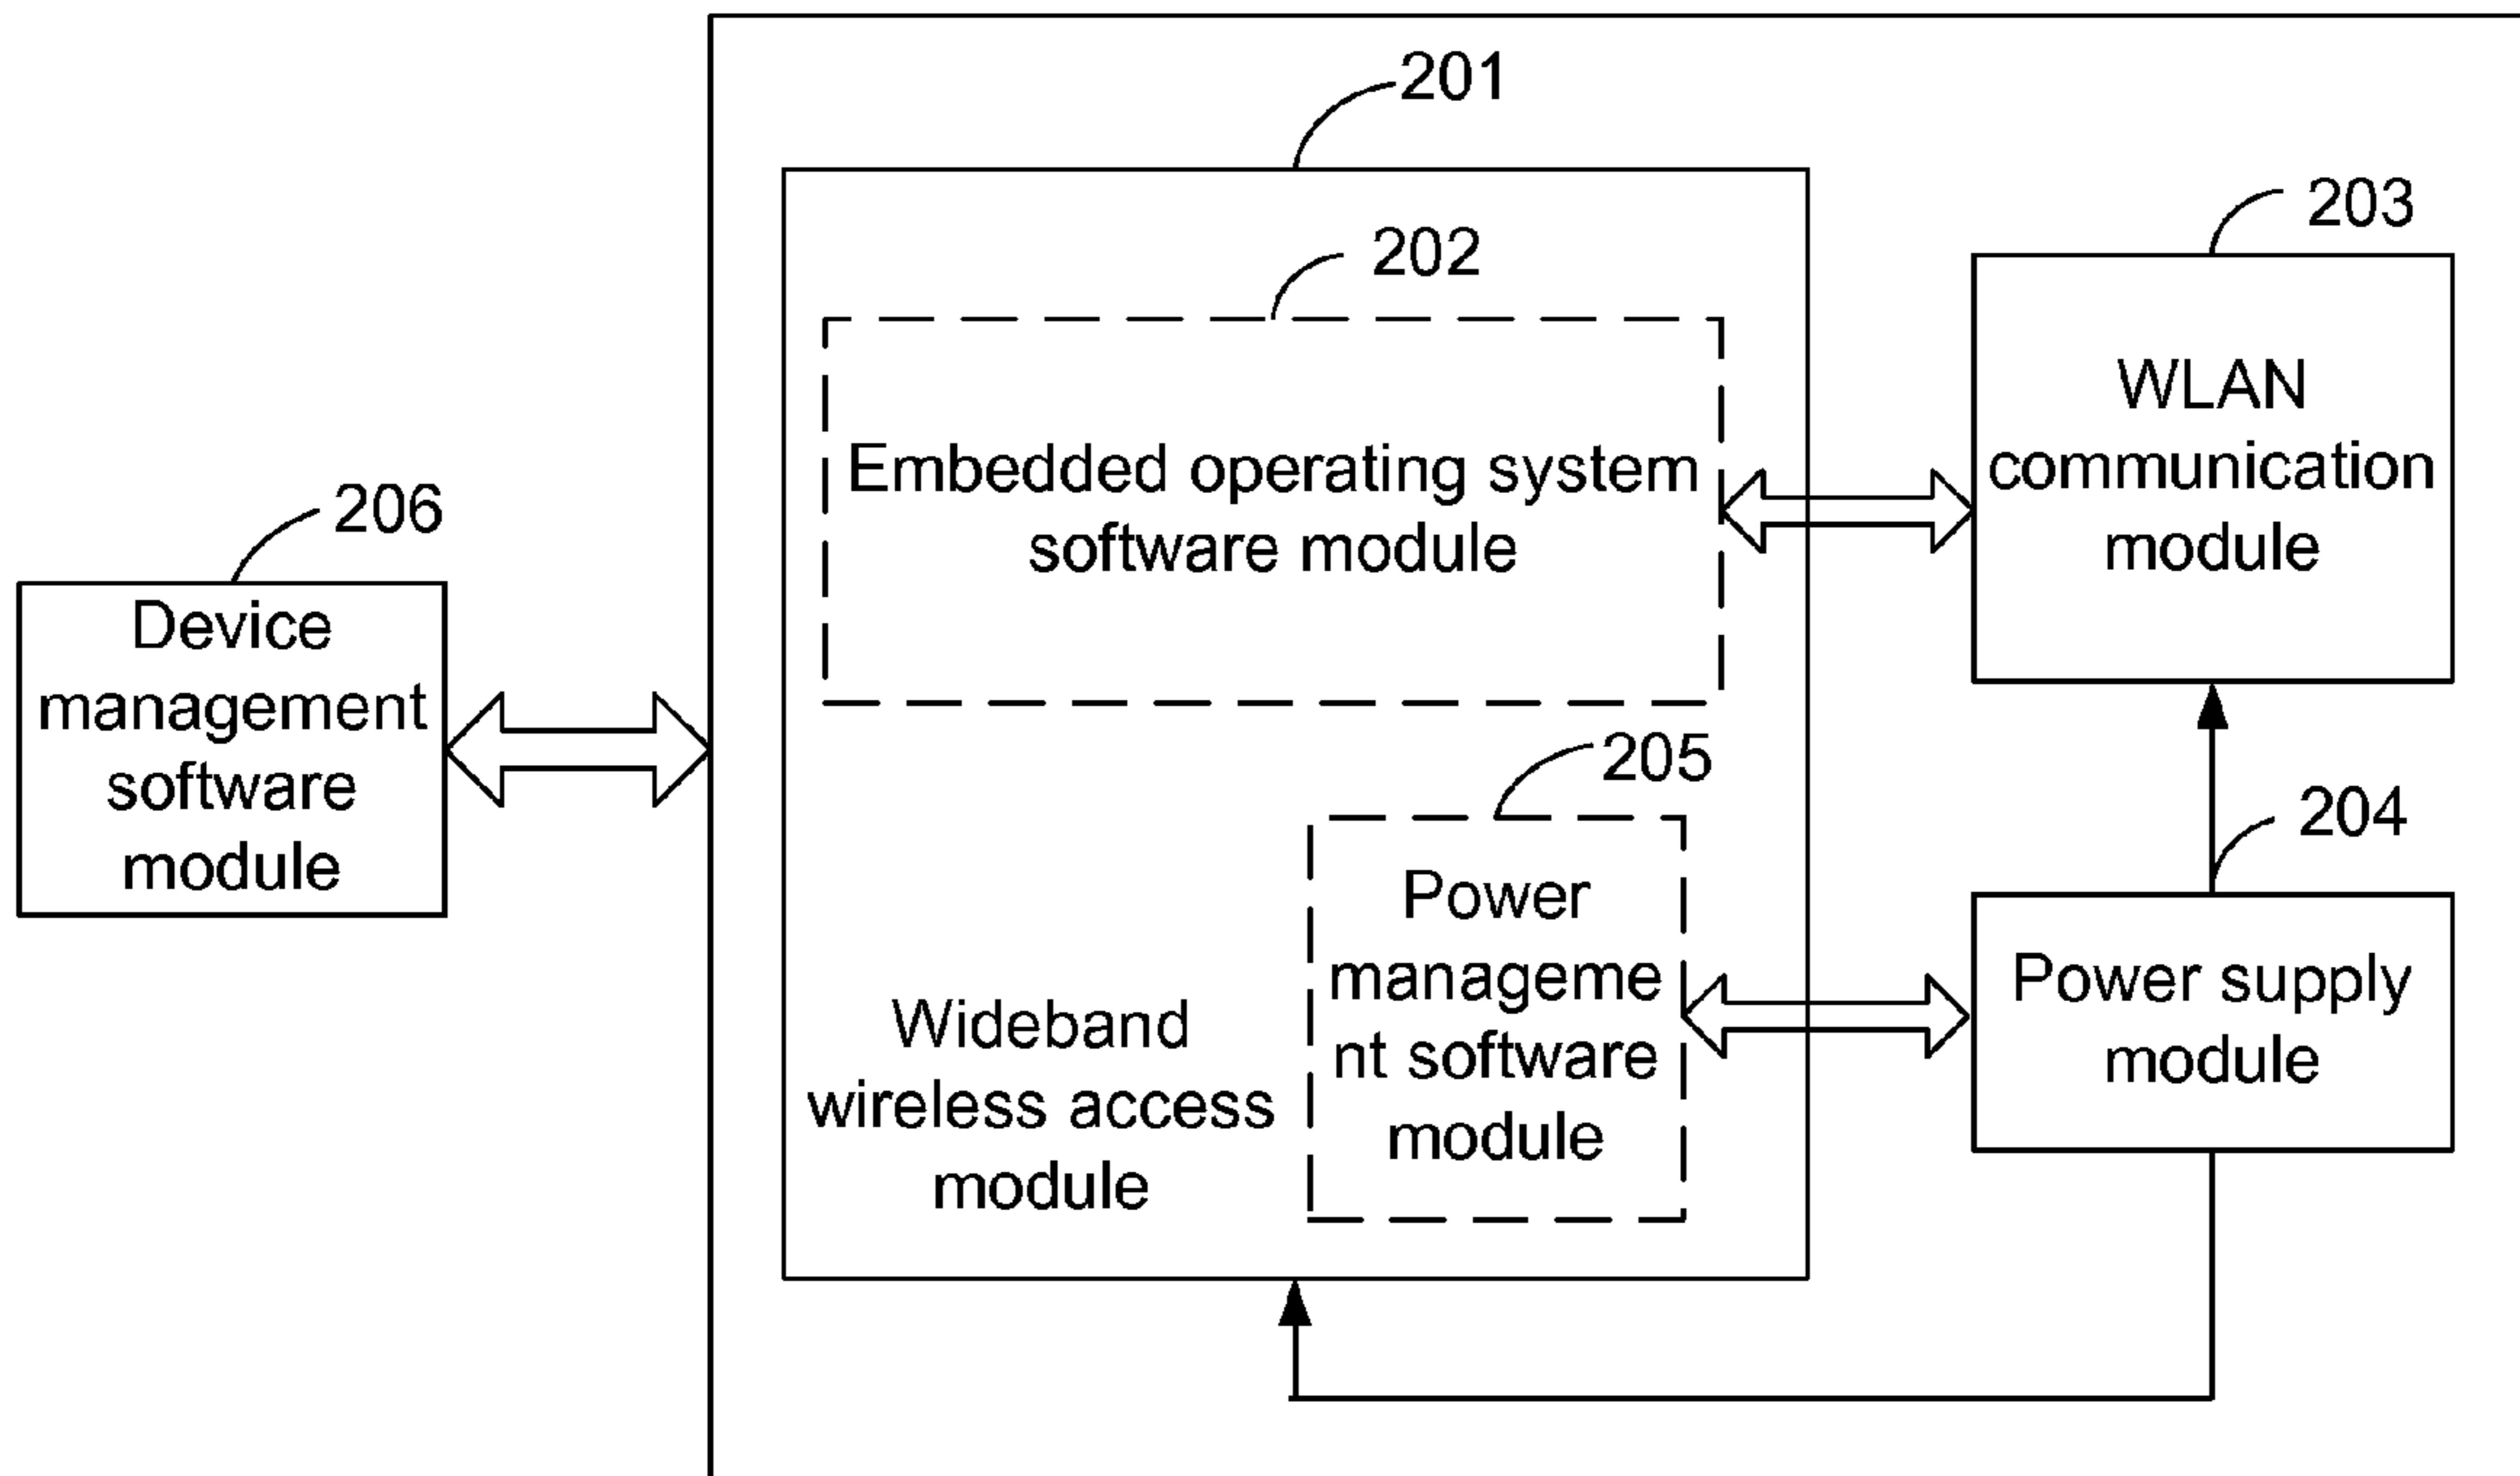 201
202
203
Embedded operating system
software module
WLAN
communication
module
206
Device
management
software
module
205
Power
manageme
nt software
module
204
Power supply
module
Wideband
wireless access
module